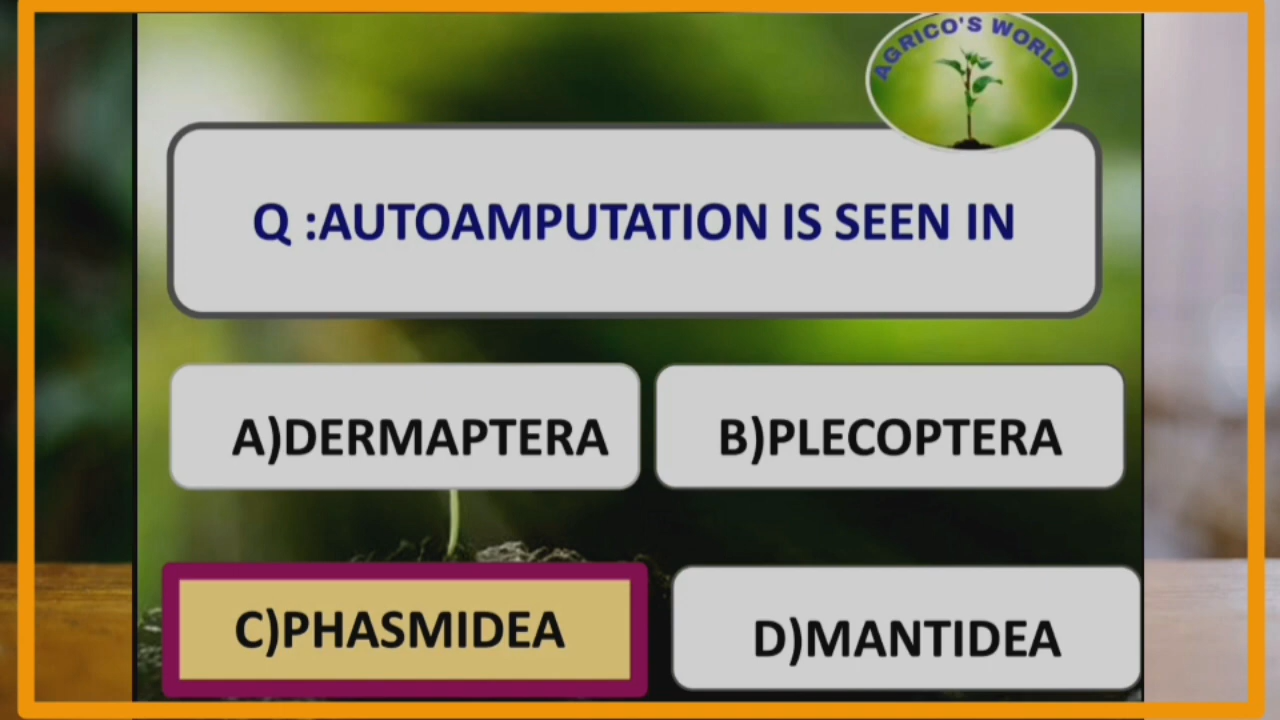 AGRICO'S WORLD
Q :AUTOAMPUTATION IS SEEN IN
A)DERMAPTERA
B)PLECOPTERA
C)PHASMIDEA
D)MANTIDEA